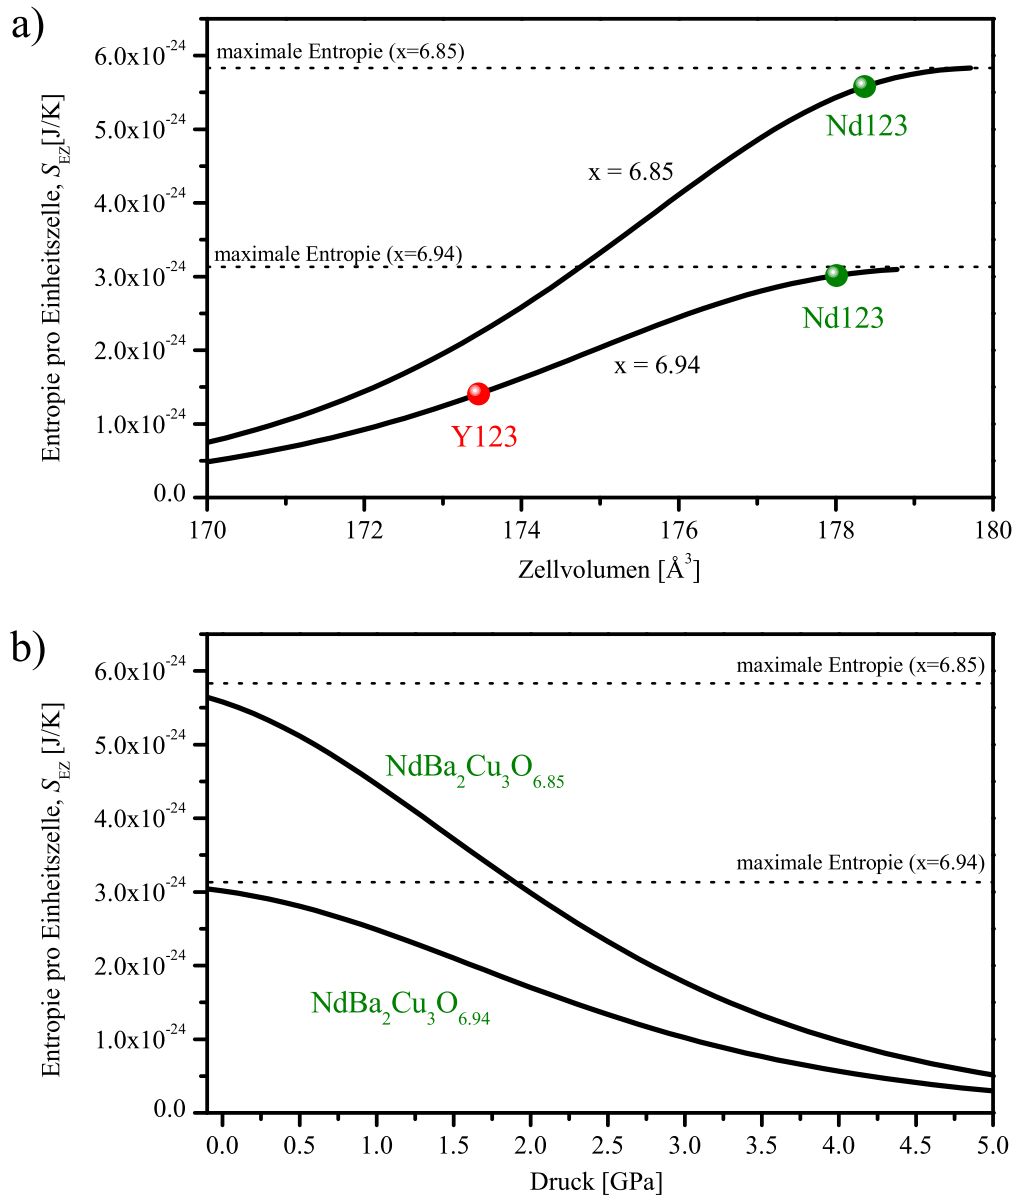 a)
Entropie pro Einheitszelle, S_EZ[J/K]
6.0x10^-24
5.0x10^-24
4.0x10^-24
3.0x10^-24
2.0x10^-24
1.0x10^-24
0.0
maximale Entropie (x=6.85)
Nd123
x = 6.85
maximale Entropie (x=6.94)
Nd123
x = 6.94
Y123
170 172 174 176 178 180
Zellvolumen [Å^3]
b)
Entropie pro Einheitszelle, S_EZ [J/K]
6.0x10^-24
5.0x10^-24
4.0x10^-24
3.0x10^-24
2.0x10^-24
1.0x10^-24
0.0
maximale Entropie (x=6.85)
NdBa_2Cu_3O_6.85
maximale Entropie (x=6.94)
NdBa_2Cu_3O_6.94
0.0 0.5 1.0 1.5 2.0 2.5 3.0 3.5 4.0 4.5 5.0
Druck [GPa]